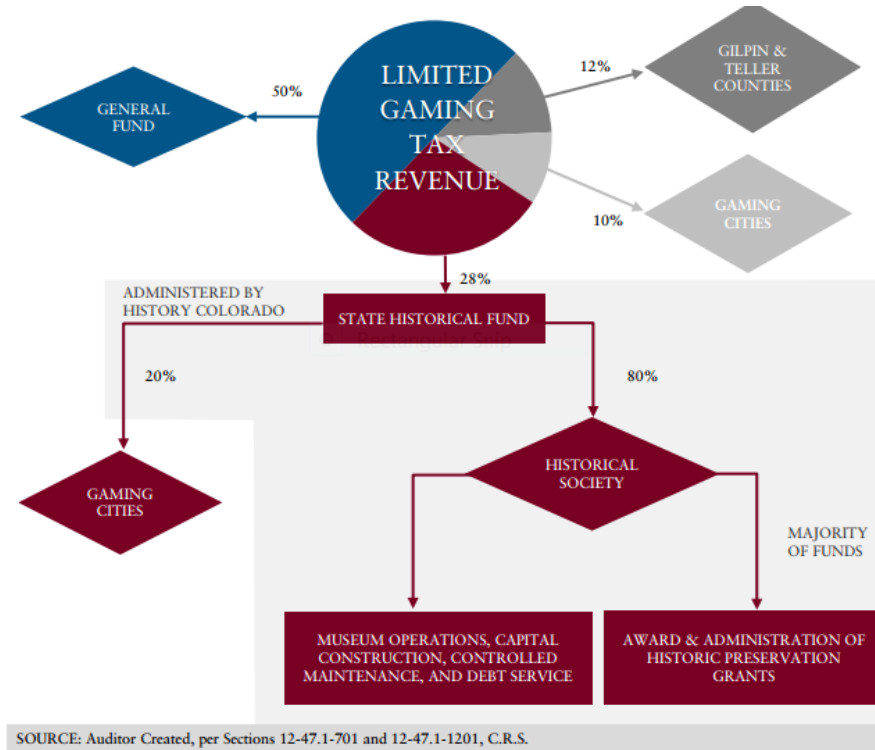 LIMITED
GAMING
TAX
REVENUE
50%
GENERAL
FUND
12%
GILPIN &
TELLER
COUNTIES
10%
GAMING
CITIES
28%
ADMINISTERED BY
HISTORY COLORADO
STATE HISTORICAL FUND
Rectangular Snip
20%
80%
GAMING
CITIES
HISTORICAL
SOCIETY
MAJORITY
OF FUNDS
MUSEUM OPERATIONS, CAPITAL
CONSTRUCTION, CONTROLLED
MAINTENANCE, AND DEBT SERVICE
AWARD & ADMINISTRATION OF
HISTORIC PRESERVATION
GRANTS
SOURCE: Auditor Created, per Sections 12-47.1-701 and 12-47.1-1201, C.R.S.